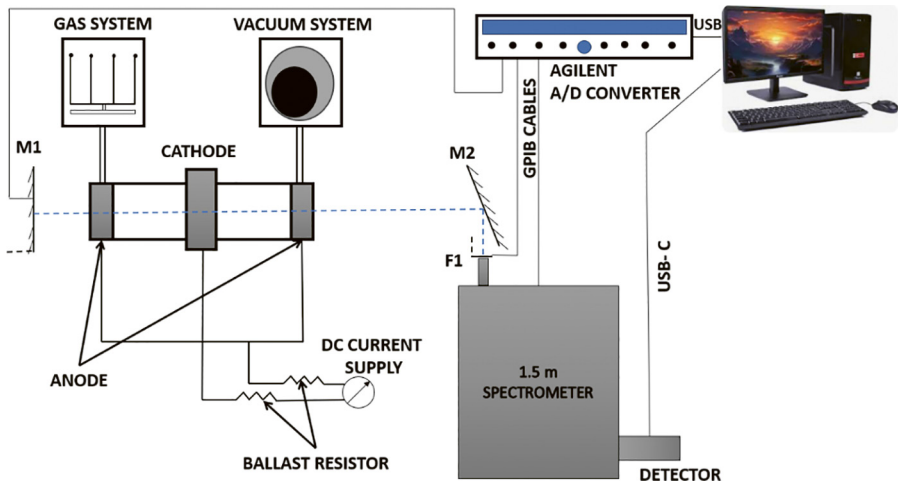 GAS SYSTEM
VACUUM SYSTEM
USB
AGILENT
A/D CONVERTER
GPIB CABLES
M1
CATHODE
M2
F1
USB- C
DC CURRENT
SUPPLY
ANODE
1.5 m
SPECTROMETER
BALLAST RESISTOR
DETECTOR